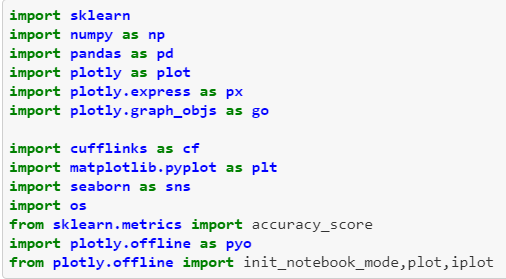 import sklearn
import numpy as np
import pandas as pd
import plotly as plot
import plotly.express as px
import plotly.graph_objs as go
import cufflinks as cf
import matplotlib.pyplot as plt
import seaborn as sns
import os
from sklearn.metrics import accuracy_score
import plotly.offline as pyo
from plotly.offline import init_notebook_mode,plot,iplot